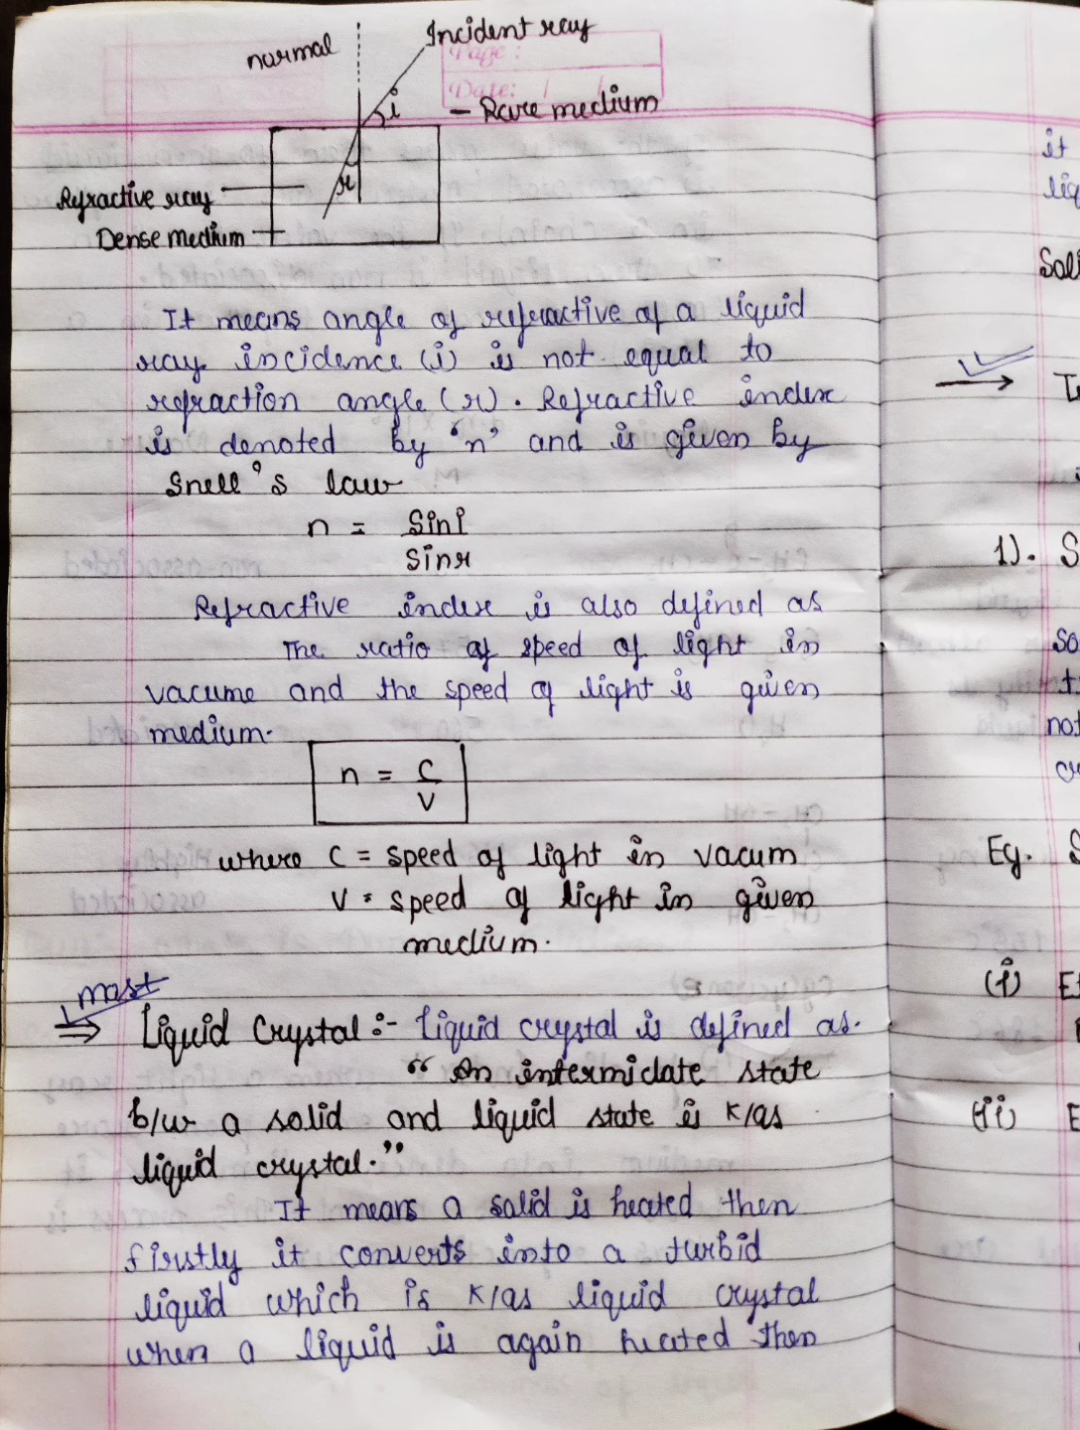 normal
Incident ray
Page :
Date: / /
i
- Rare medium
r
Refractive ray
Dense medium
It means angle of refractive of a liquid
ray incidence (i) is not equal to
refraction angle (r). Refractive index
is denoted by 'n' and is given by
Snell's law
n = Sini
Sinr
Refractive index is also defined as
The ratio of speed of light in
vacume and the speed of light is given
medium.
n = C
V
where C = speed of light in vacum
V = speed of light in given
medium.
mast
⇒ Liquid Crystal :- Liquid crystal is defined as.
" An intermidate state
b/w a solid and liquid state is k/as
liquid crystal."
It means a solid is heated then
firstly it converts into a turbid
liquid which is k/as liquid crystal
when a liquid is again heated then
it
liq
Soli
→
1). S
so
t
not
Eg. S
(i) Et
(ii) E